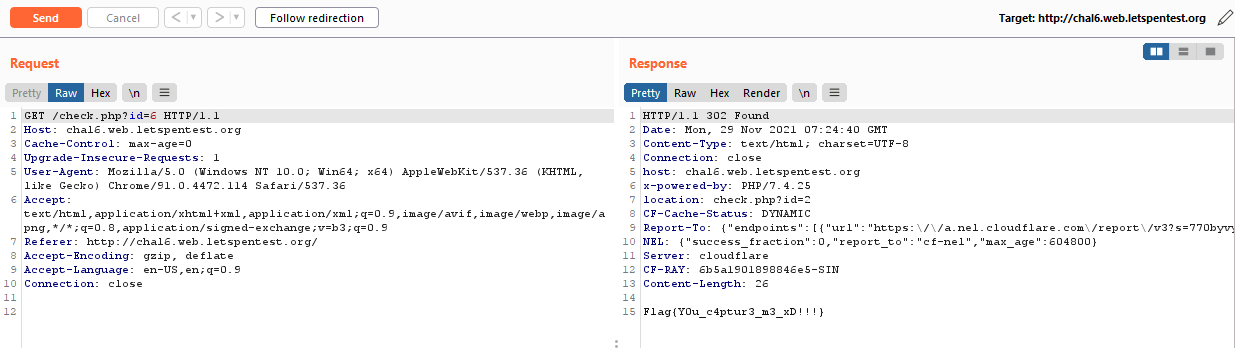 Send Cancel < > Follow redirection Target: http://chal6.web.letspentest.org
Request
Pretty Raw Hex \n
1 GET /check.php?id=6 HTTP/1.1
2 Host: chal6.web.letspentest.org
3 Cache-Control: max-age=0
4 Upgrade-Insecure-Requests: 1
5 User-Agent: Mozilla/5.0 (Windows NT 10.0; Win64; x64) AppleWebKit/537.36 (KHTML,
like Gecko) Chrome/91.0.4472.114 Safari/537.36
6 Accept:
text/html,application/xhtml+xml,application/xml;q=0.9,image/avif,image/webp,image/a
png,*/*;q=0.8,application/signed-exchange;v=b3;q=0.9
7 Referer: http://chal6.web.letspentest.org/
8 Accept-Encoding: gzip, deflate
9 Accept-Language: en-US,en;q=0.9
10 Connection: close
11
12
Response
Pretty Raw Hex Render \n
1 HTTP/1.1 302 Found
2 Date: Mon, 29 Nov 2021 07:24:40 GMT
3 Content-Type: text/html; charset=UTF-8
4 Connection: close
5 host: chal6.web.letspentest.org
6 x-powered-by: PHP/7.4.25
7 location: check.php?id=2
8 CF-Cache-Status: DYNAMIC
9 Report-To: {"endpoints":[{"url":"https:\/\/a.nel.cloudflare.com\/report\/v3?s=770byvy
10 NEL: {"success_fraction":0,"report_to":"cf-nel","max_age":604800}
11 Server: cloudflare
12 CF-RAY: 6b5a1901898846e5-SIN
13 Content-Length: 26
14
15 Flag{Y0u_c4ptur3_m3_xD!!!}